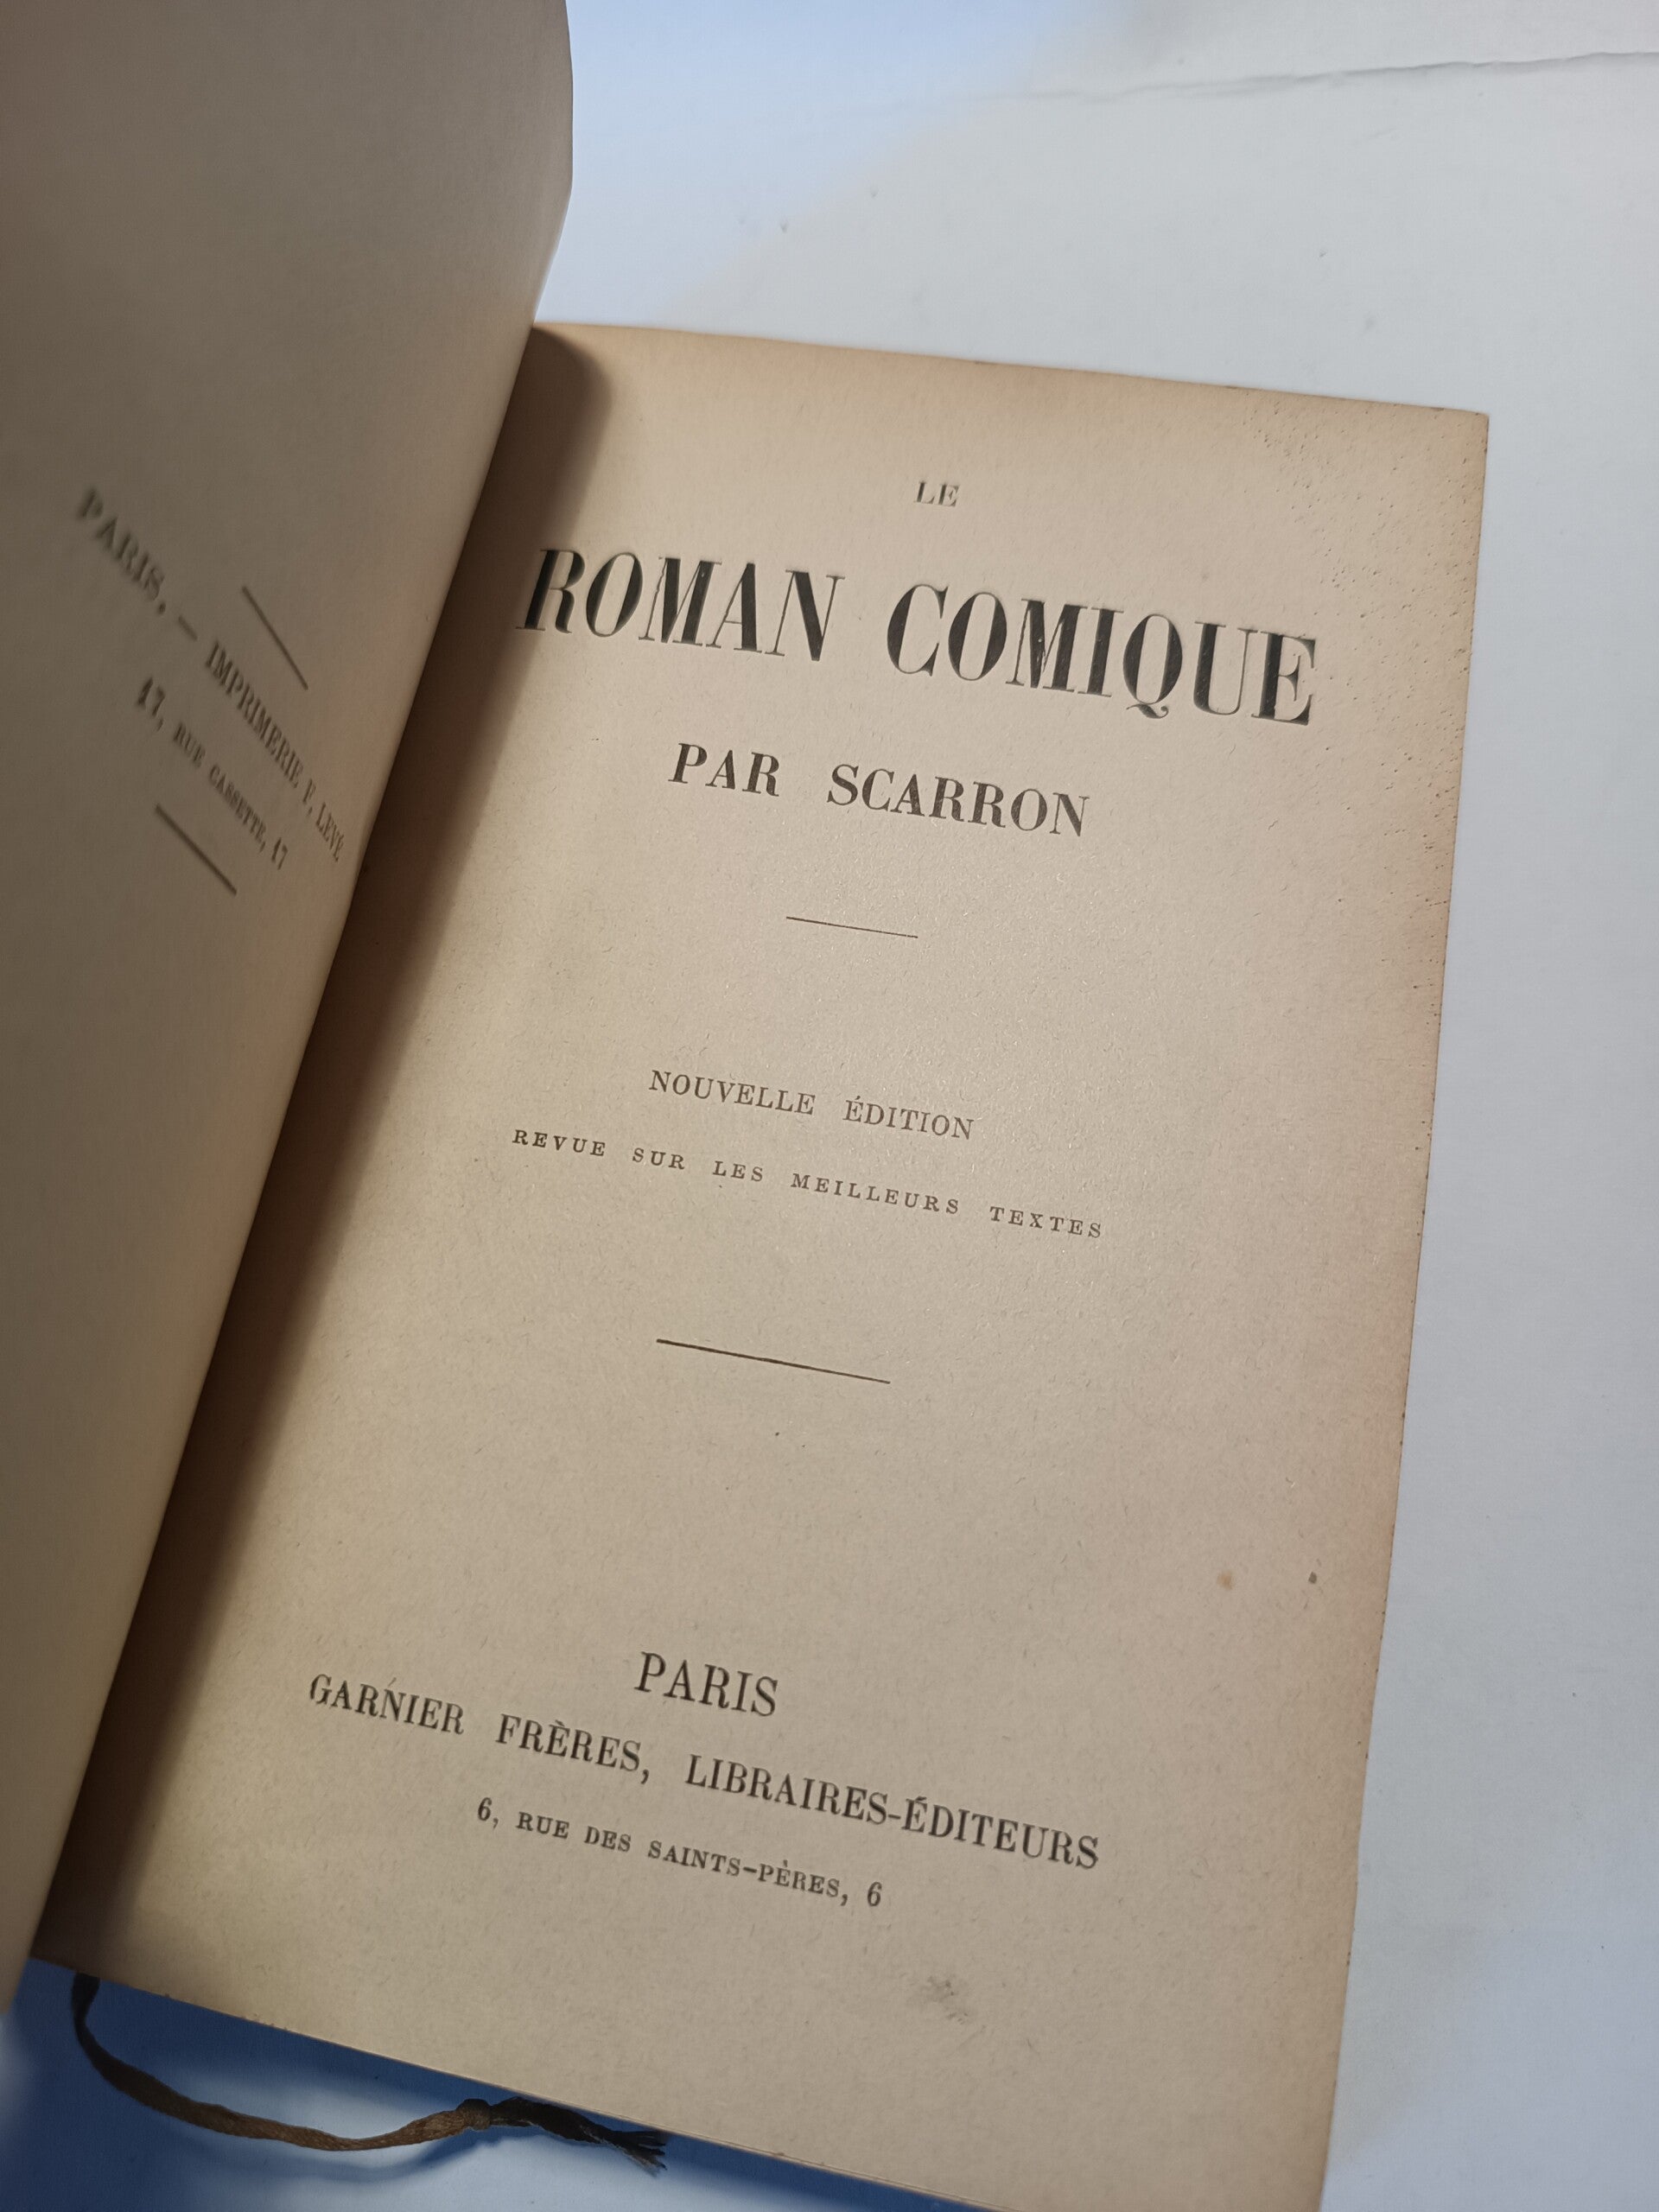 PARIS. — IMPRIMERIE F. LEVÉ
17, RUE CASSETTE, 17
LE
ROMAN COMIQUE
PAR SCARRON
NOUVELLE ÉDITION
REVUE SUR LES MEILLEURS TEXTES
PARIS
GARNIER FRÈRES, LIBRAIRES-ÉDITEURS
6, RUE DES SAINTS-PÈRES, 6